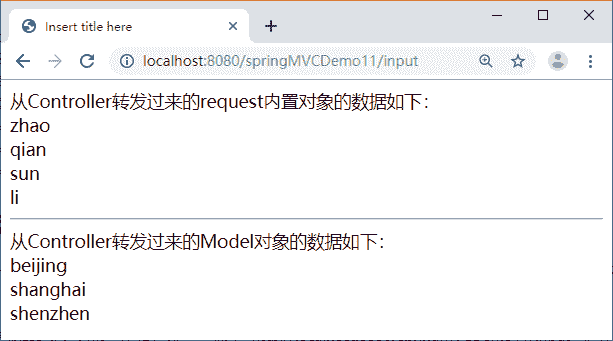 Insert title here
localhost:8080/springMVCDemo11/input
从Controller转发过来的request内置对象的数据如下:
zhao
qian
sun
li
从Controller转发过来的Model对象的数据如下:
beijing
shanghai
shenzhen